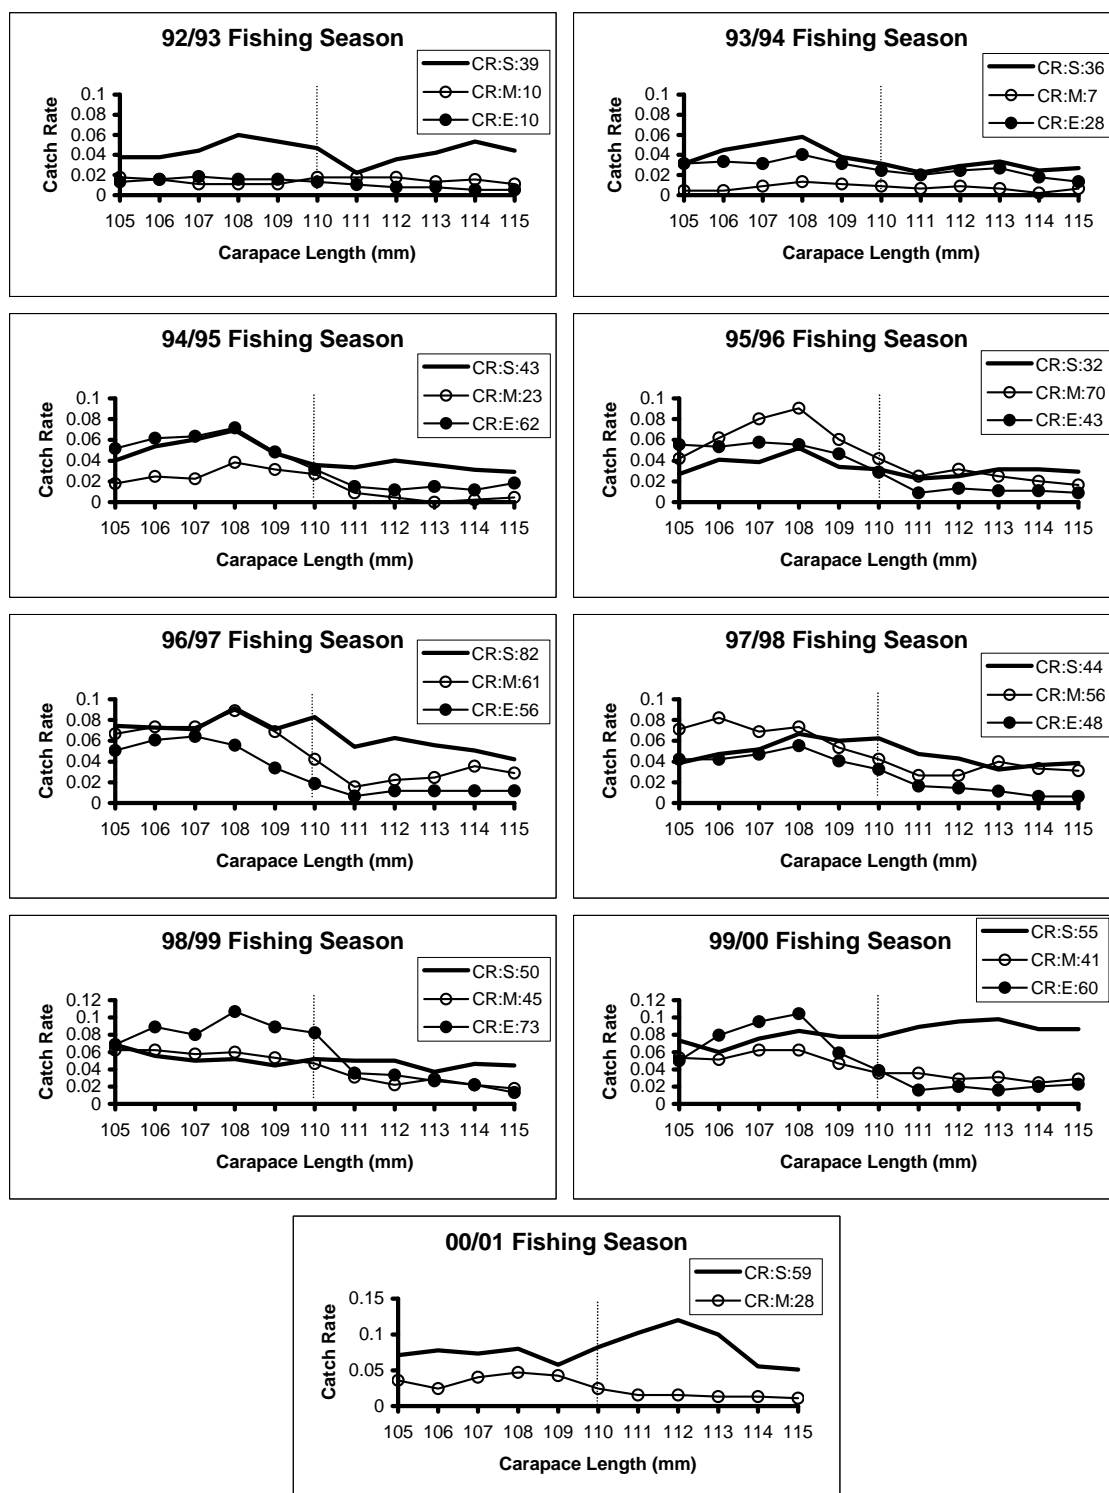 92/93 Fishing Season
CR:S:39
CR:M:10
CR:E:10
Catch Rate
0.1
0.08
0.06
0.04
0.02
0
105 106 107 108 109 110 111 112 113 114 115
Carapace Length (mm)
93/94 Fishing Season
CR:S:36
CR:M:7
CR:E:28
Catch Rate
0.1
0.08
0.06
0.04
0.02
0
105 106 107 108 109 110 111 112 113 114 115
Carapace Length (mm)
94/95 Fishing Season
CR:S:43
CR:M:23
CR:E:62
Catch Rate
0.1
0.08
0.06
0.04
0.02
0
105 106 107 108 109 110 111 112 113 114 115
Carapace Length (mm)
95/96 Fishing Season
CR:S:32
CR:M:70
CR:E:43
Catch Rate
0.1
0.08
0.06
0.04
0.02
0
105 106 107 108 109 110 111 112 113 114 115
Carapace Length (mm)
96/97 Fishing Season
CR:S:82
CR:M:61
CR:E:56
Catch Rate
0.1
0.08
0.06
0.04
0.02
0
105 106 107 108 109 110 111 112 113 114 115
Carapace Length (mm)
97/98 Fishing Season
CR:S:44
CR:M:56
CR:E:48
Catch Rate
0.1
0.08
0.06
0.04
0.02
0
105 106 107 108 109 110 111 112 113 114 115
Carapace Length (mm)
98/99 Fishing Season
CR:S:50
CR:M:45
CR:E:73
Catch Rate
0.12
0.1
0.08
0.06
0.04
0.02
0
105 106 107 108 109 110 111 112 113 114 115
Carapace Length (mm)
99/00 Fishing Season
CR:S:55
CR:M:41
CR:E:60
Catch Rate
0.12
0.1
0.08
0.06
0.04
0.02
0
105 106 107 108 109 110 111 112 113 114 115
Carapace Length (mm)
00/01 Fishing Season
CR:S:59
CR:M:28
Catch Rate
0.15
0.1
0.05
0
105 106 107 108 109 110 111 112 113 114 115
Carapace Length (mm)